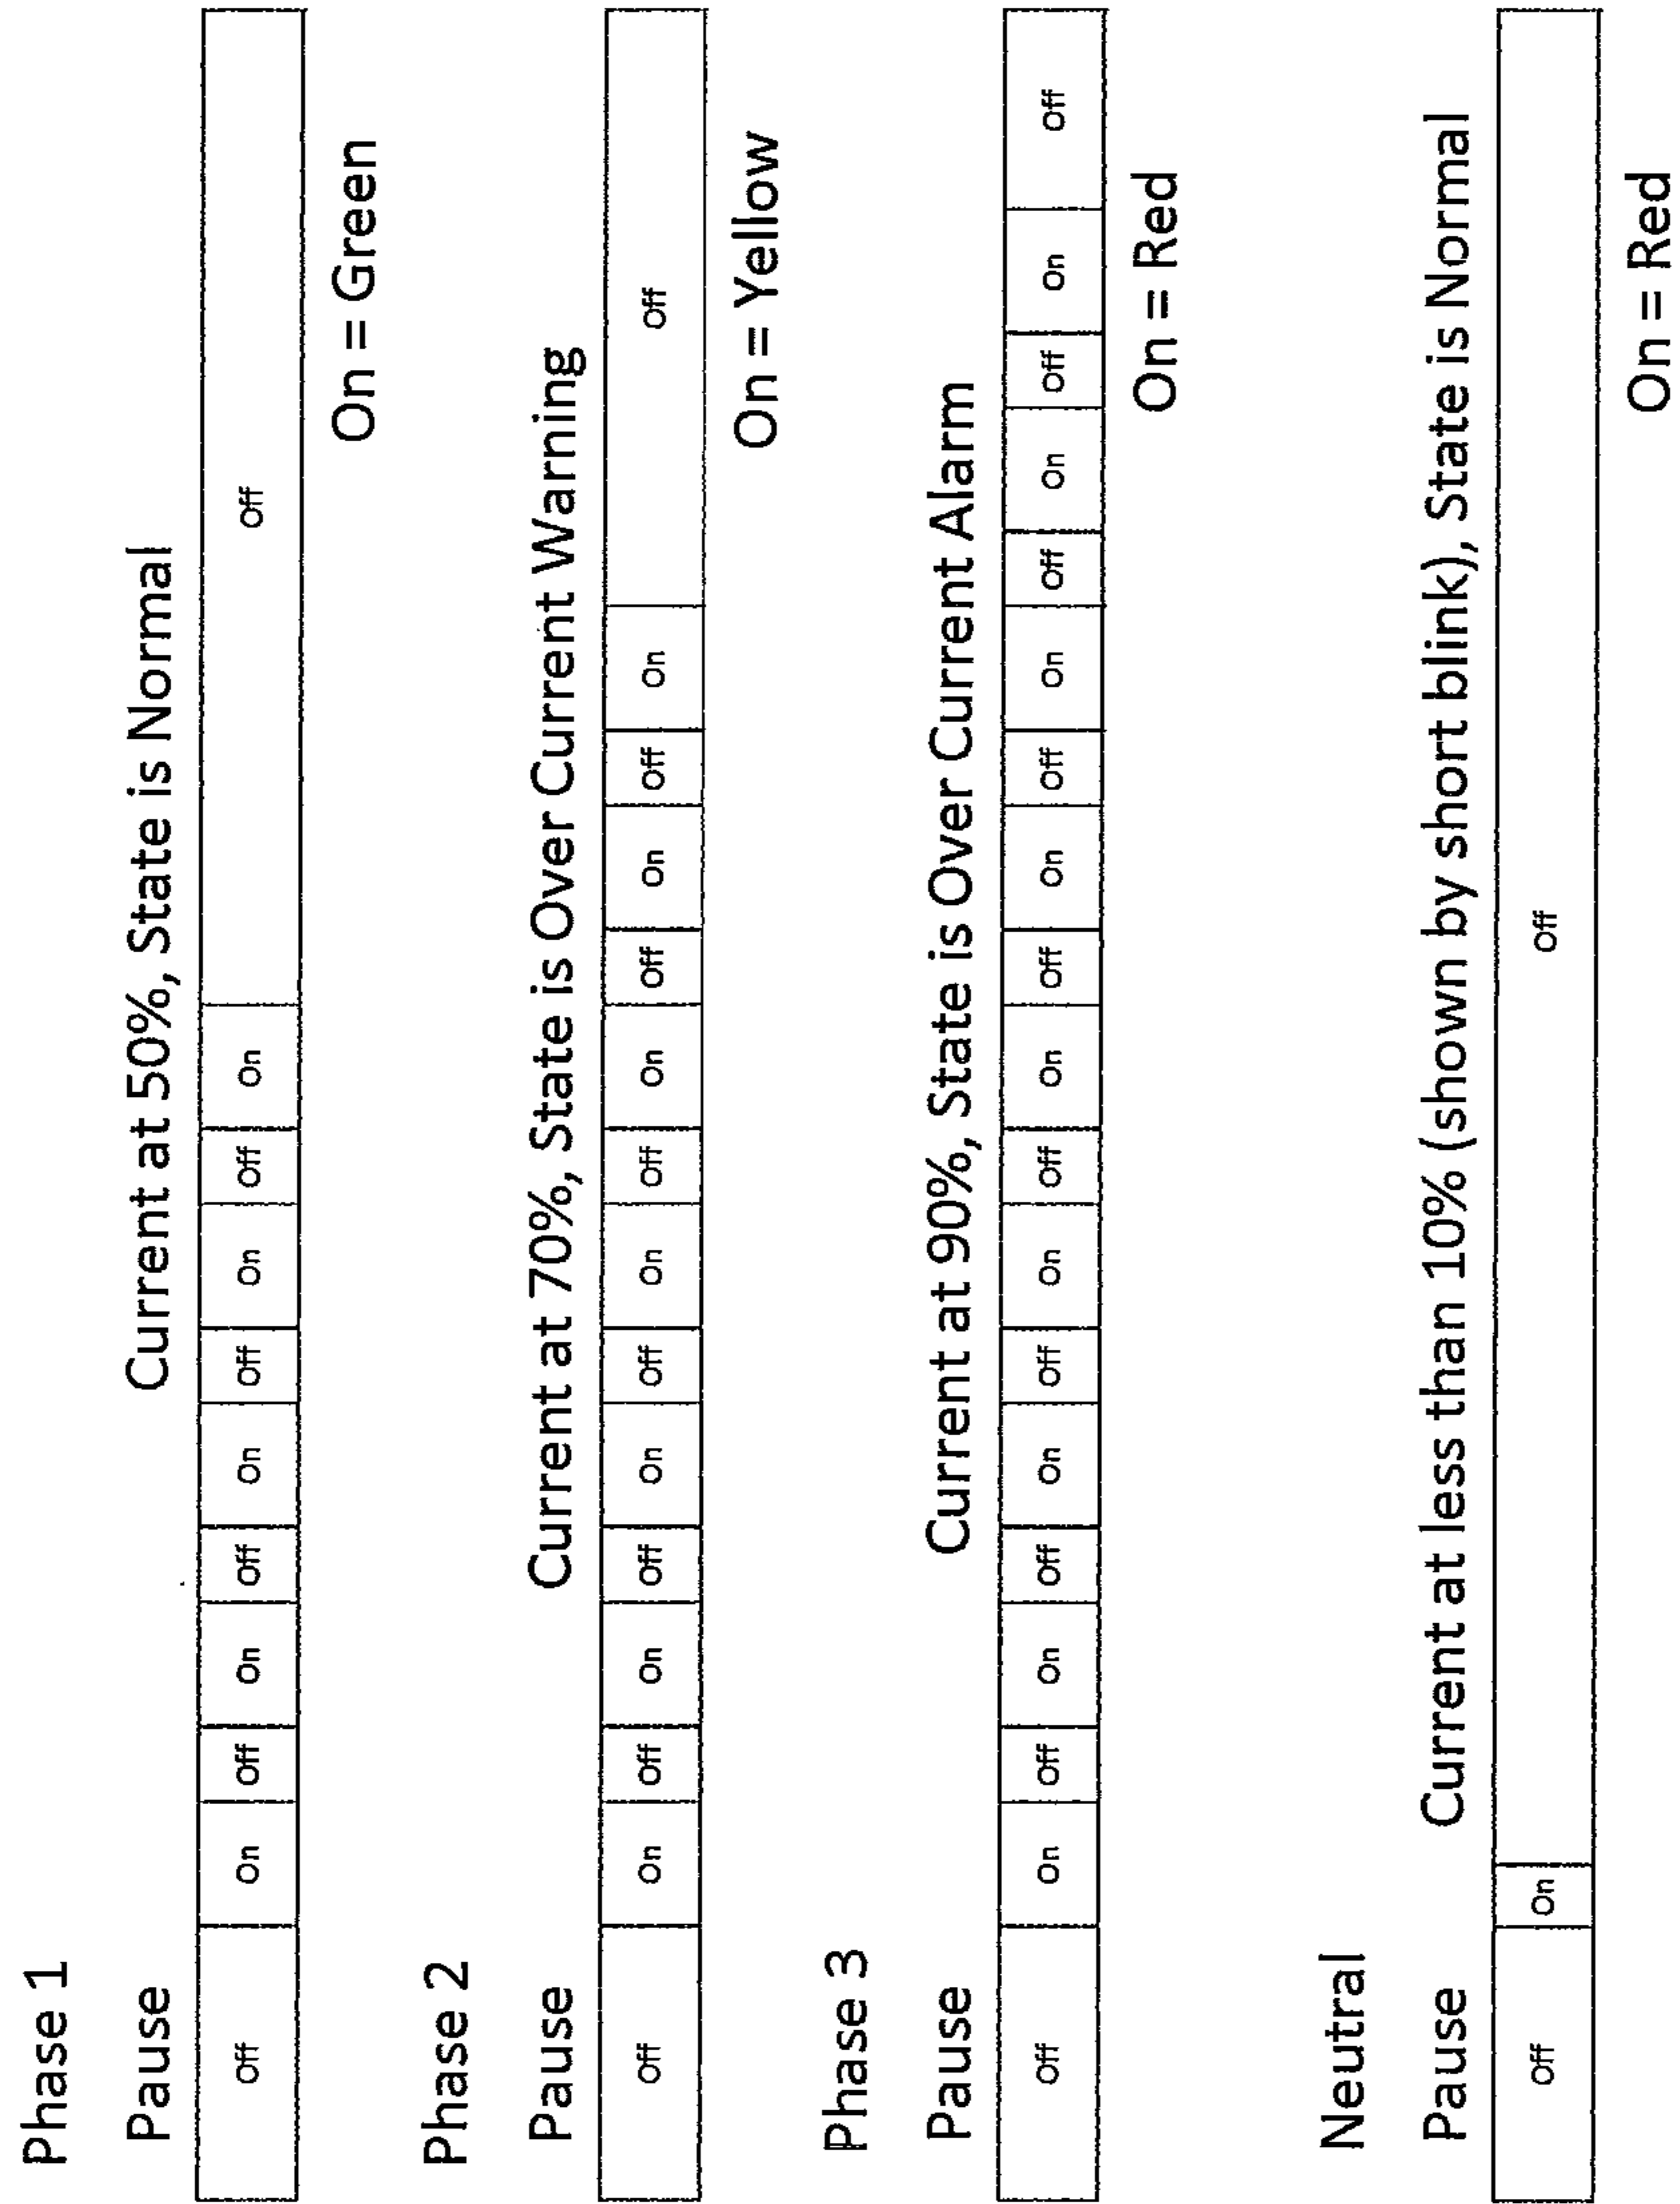 Phase 1
Pause Current at 50%, State is Normal
Off On Off On Off On Off On Off On Off
On = Green
Phase 2
Pause Current at 70%, State is Over Current Warning
Off On Off On Off On Off On Off On Off On Off On Off
On = Yellow
Phase 3
Pause Current at 90%, State is Over Current Alarm
Off On Off On Off On Off On Off On Off On Off On Off On Off On Off
On = Red
Neutral
Pause Current at less than 10% (shown by short blink), State is Normal
Off On Off
On = Red